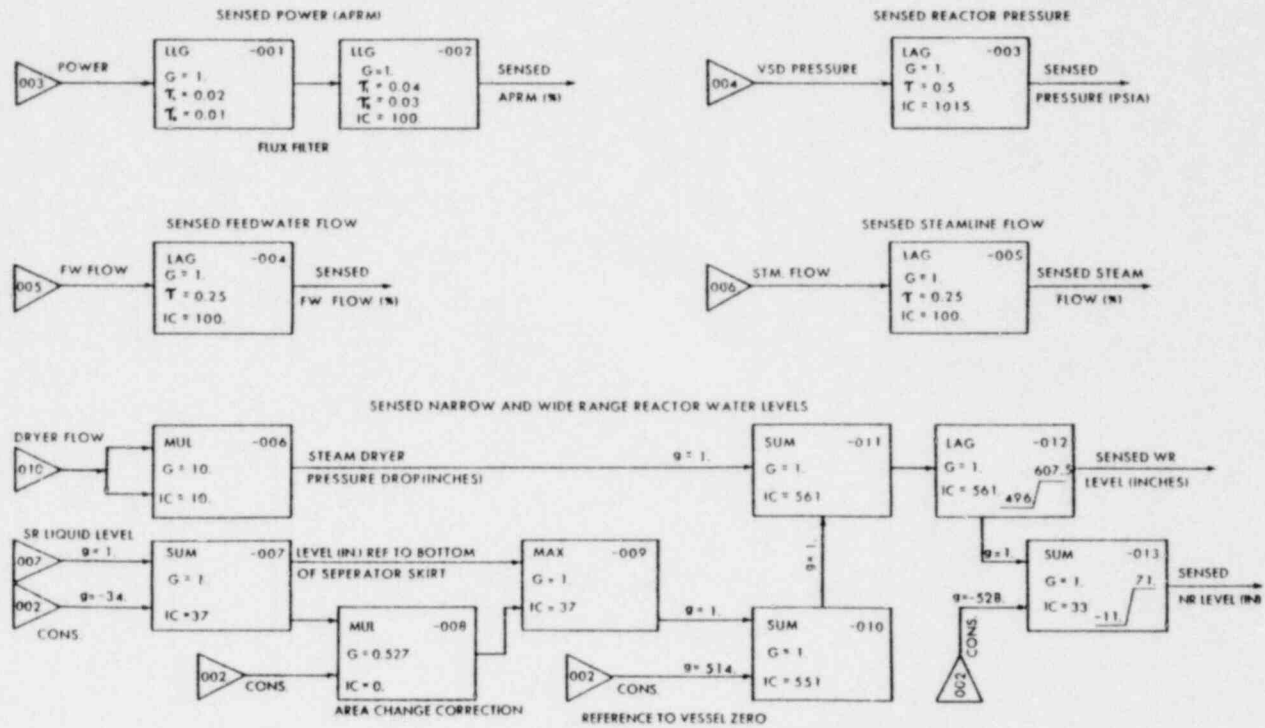 SENSED POWER (APRM)
003
POWER
LLG -001
G = 1.
τ₁ = 0.02
τ₂ = 0.01
LLG -002
G = 1.
τ₁ = 0.04
τ₂ = 0.03
IC = 100.
SENSED
APRM (%)
FLUX FILTER
SENSED REACTOR PRESSURE
004
VSD PRESSURE
LAG -003
G = 1.
τ = 0.5
IC = 1015.
SENSED
PRESSURE (PSIA)
SENSED FEEDWATER FLOW
005
FW FLOW
LAG -004
G = 1.
τ = 0.25
IC = 100.
SENSED
FW FLOW (%)
SENSED STEAMLINE FLOW
006
STM. FLOW
LAG -005
G = 1.
τ = 0.25
IC = 100.
SENSED STEAM
FLOW (%)
SENSED NARROW AND WIDE RANGE REACTOR WATER LEVELS
DRYER FLOW
010
MUL -006
G = 10.
IC = 10.
STEAM DRYER
PRESSURE DROP(INCHES)
g = 1.
SUM -011
G = 1.
IC = 561
LAG -012
G = 1.
IC = 561.
496
607.5
SENSED WR
LEVEL (INCHES)
SR LIQUID LEVEL
007
g = 1.
002
g=-34.
CONS.
SUM -007
G = 1.
IC =37
LEVEL (IN.) REF TO BOTTOM
OF SEPERATOR SKIRT
MAX -009
G = 1.
IC = 37
g = 1.
g = 1.
g=1.
SUM -013
G = 1.
IC = 33
-11.
71.
SENSED
NR LEVEL (IN)
g=-528.
CONS.
002
002
CONS.
MUL -008
G = 0.527
IC = 0.
AREA CHANGE CORRECTION
002
CONS.
g= 514.
SUM -010
G = 1.
IC = 551
REFERENCE TO VESSEL ZERO